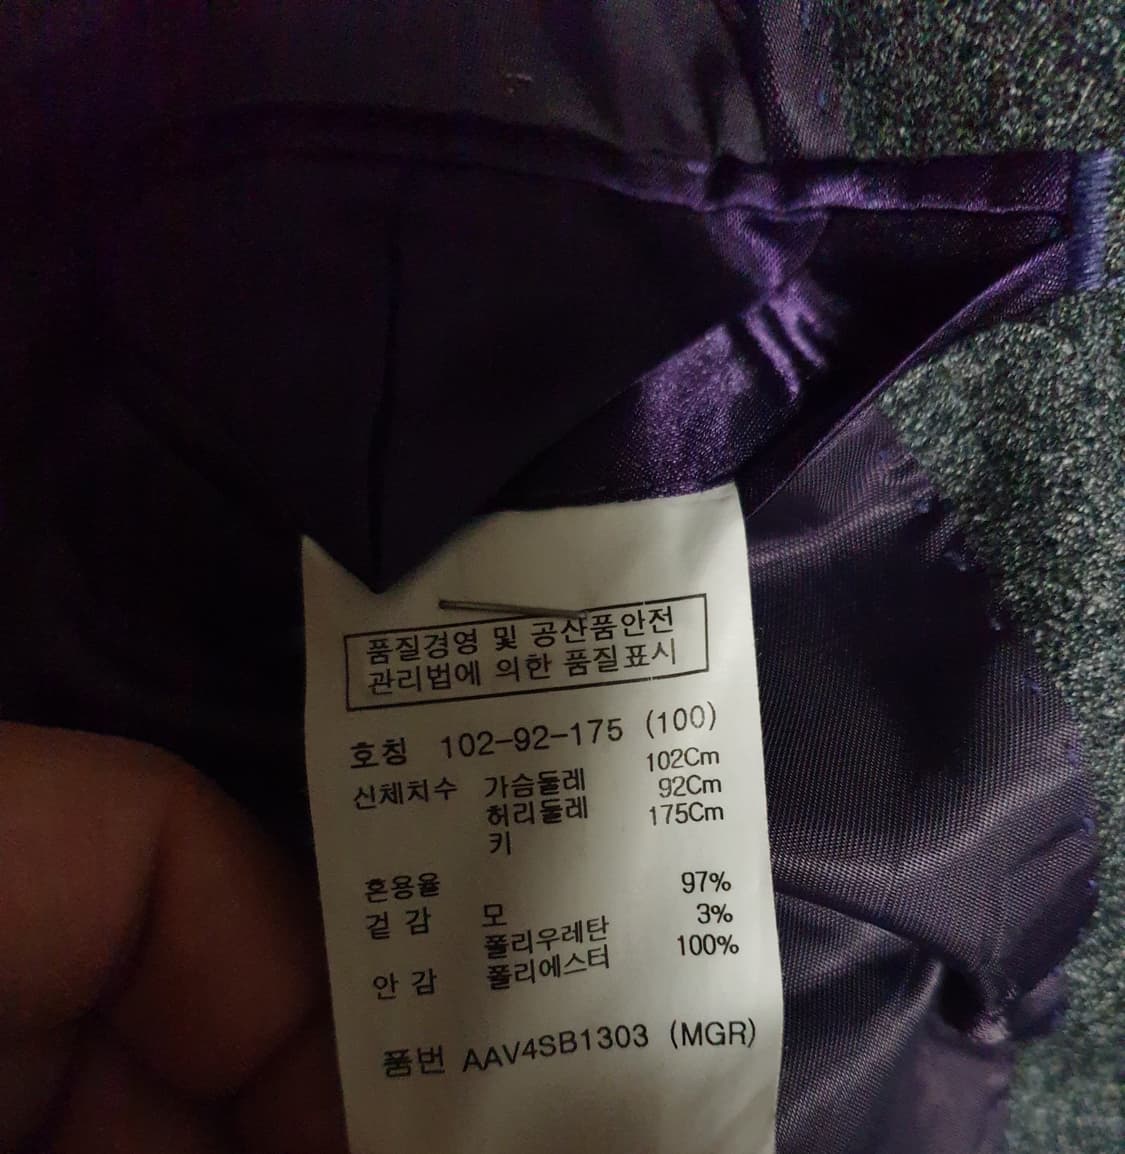 품질경영 및 공산품안전
관리법에 의한 품질표시
호칭 102-92-175 (100)
신체치수 가슴둘레 102Cm
허리둘레 92Cm
키 175Cm
혼용율
겉 감 모 97%
폴리우레탄 3%
안 감 폴리에스터 100%
품번 AAV4SB1303 (MGR)